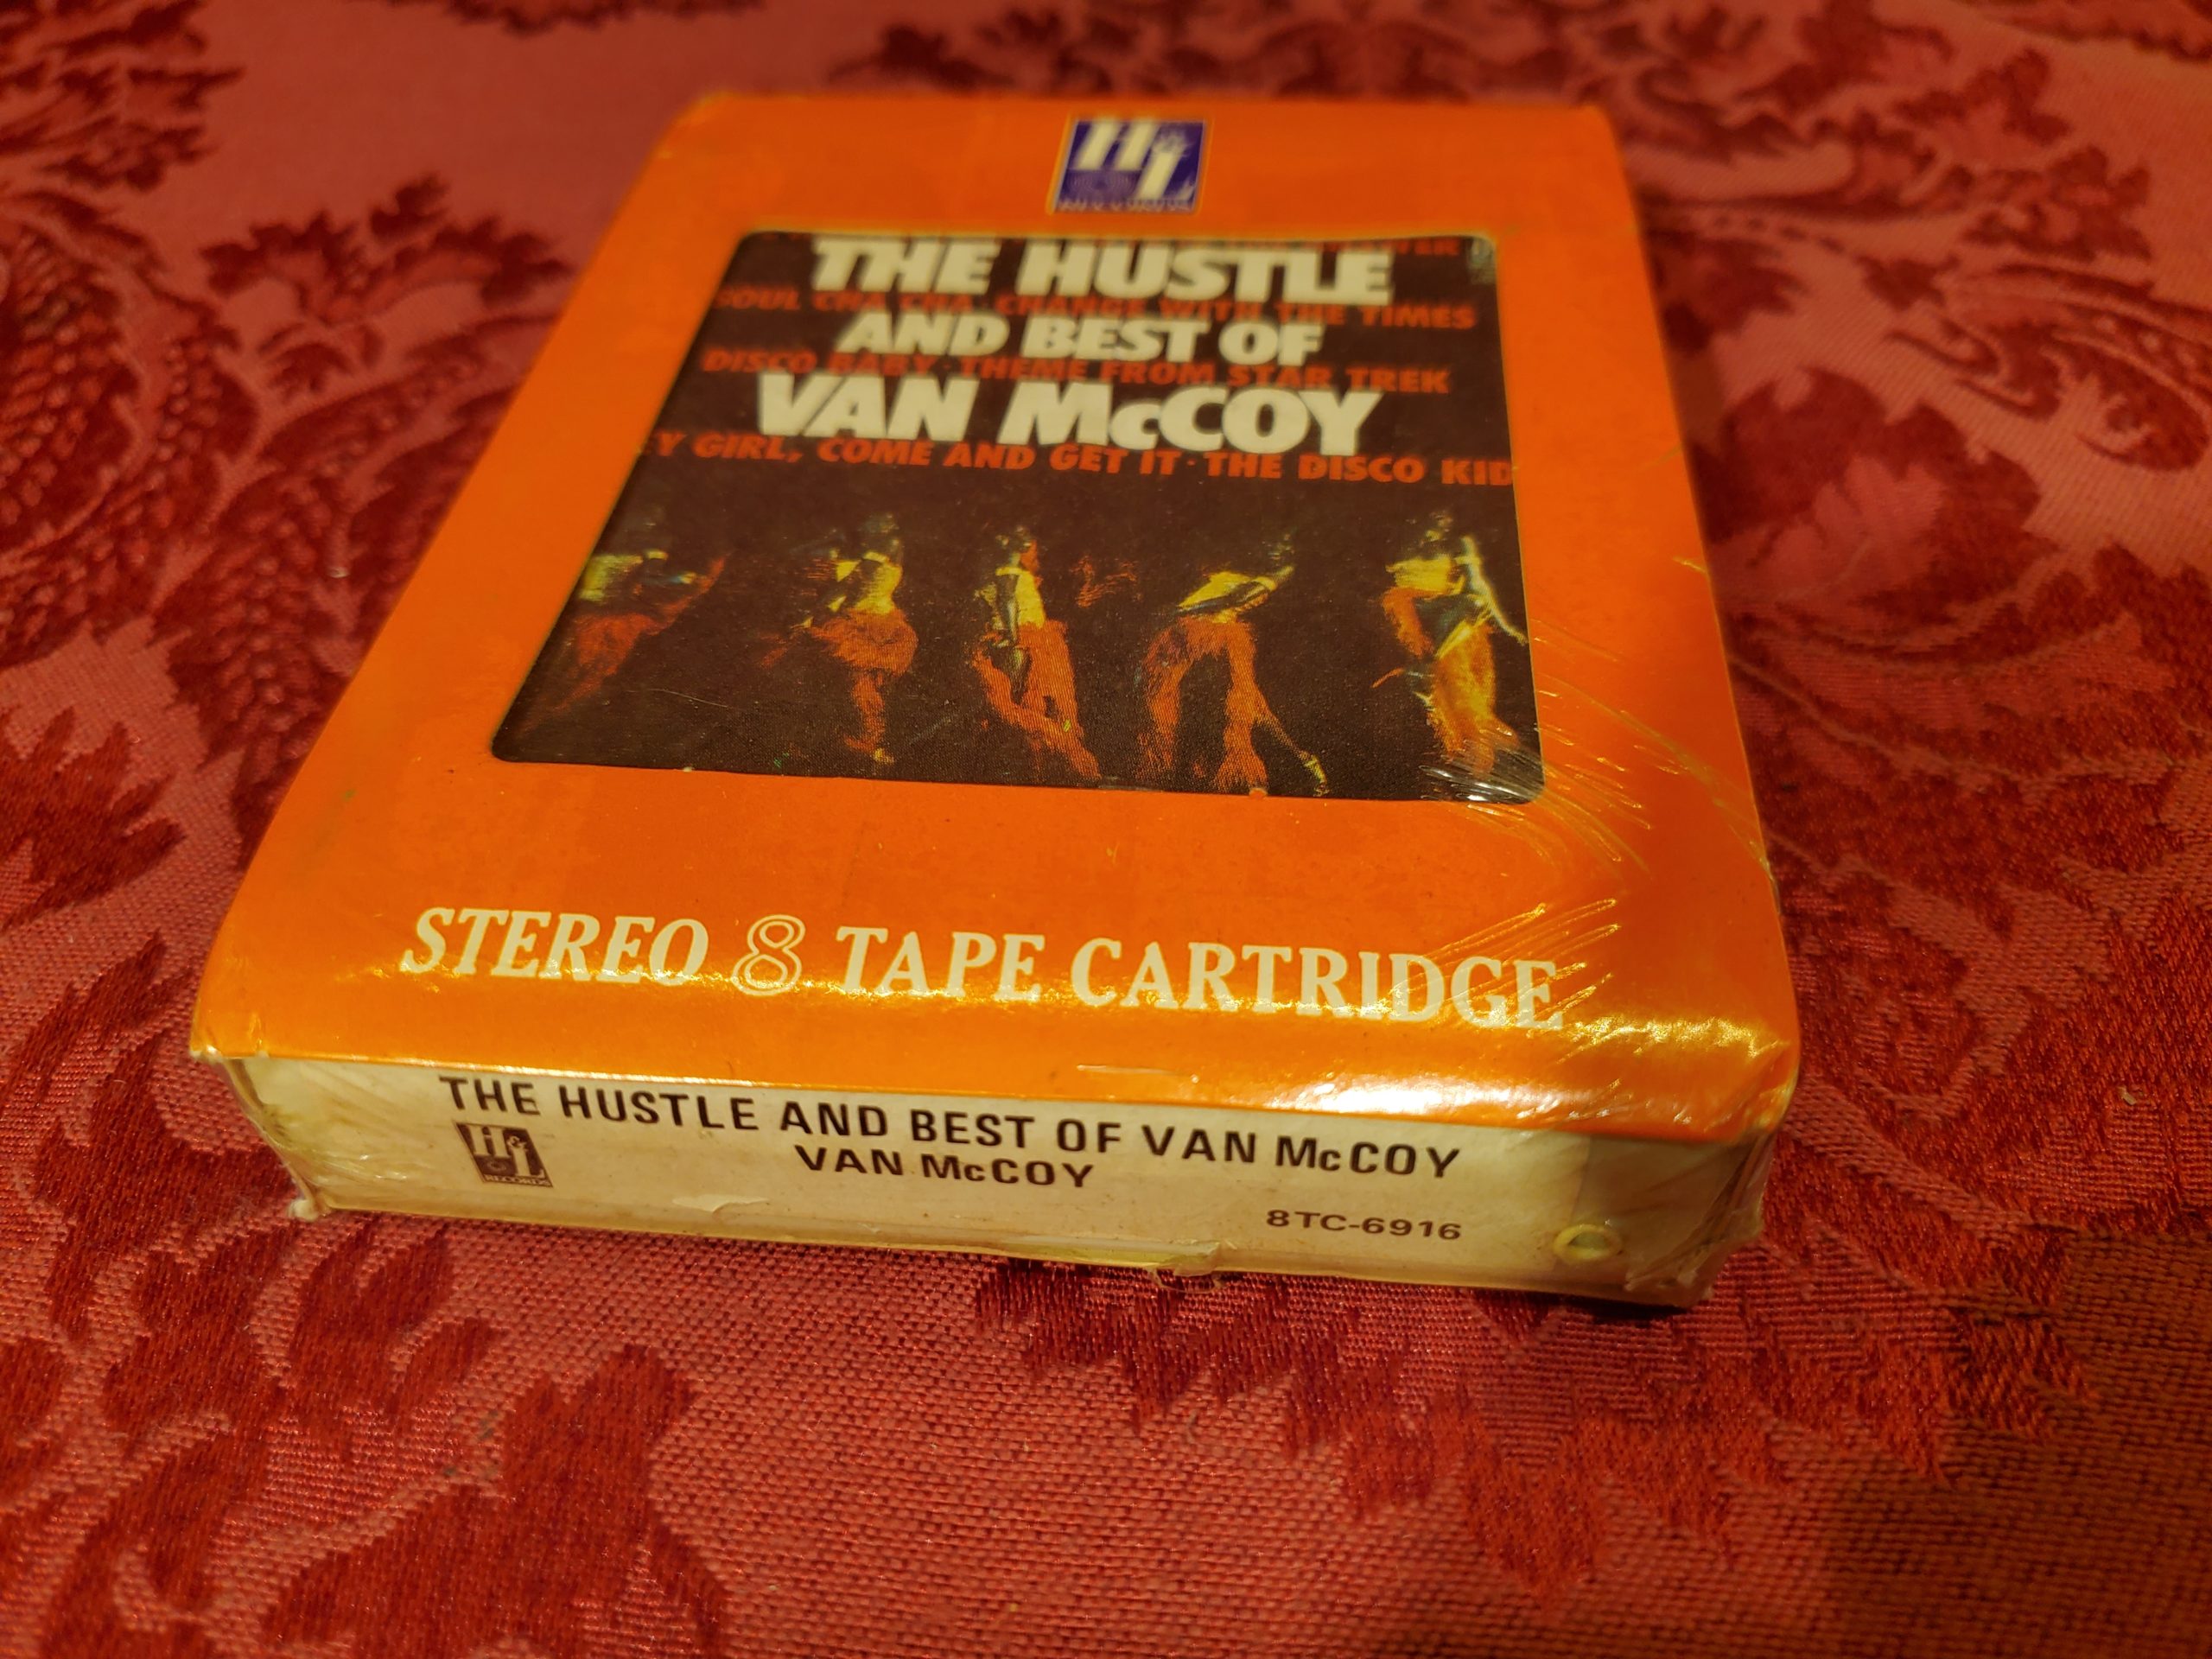 H&L
THE HUSTLE
SOUL CHA CHA · CHANGE WITH THE TIMES
AND BEST OF
DISCO BABY · THEME FROM STAR TREK
VAN McCOY
EY GIRL, COME AND GET IT · THE DISCO KID
STEREO 8 TAPE CARTRIDGE
THE HUSTLE AND BEST OF VAN McCOY
VAN McCOY
H&L
RECORDS
8TC-6916